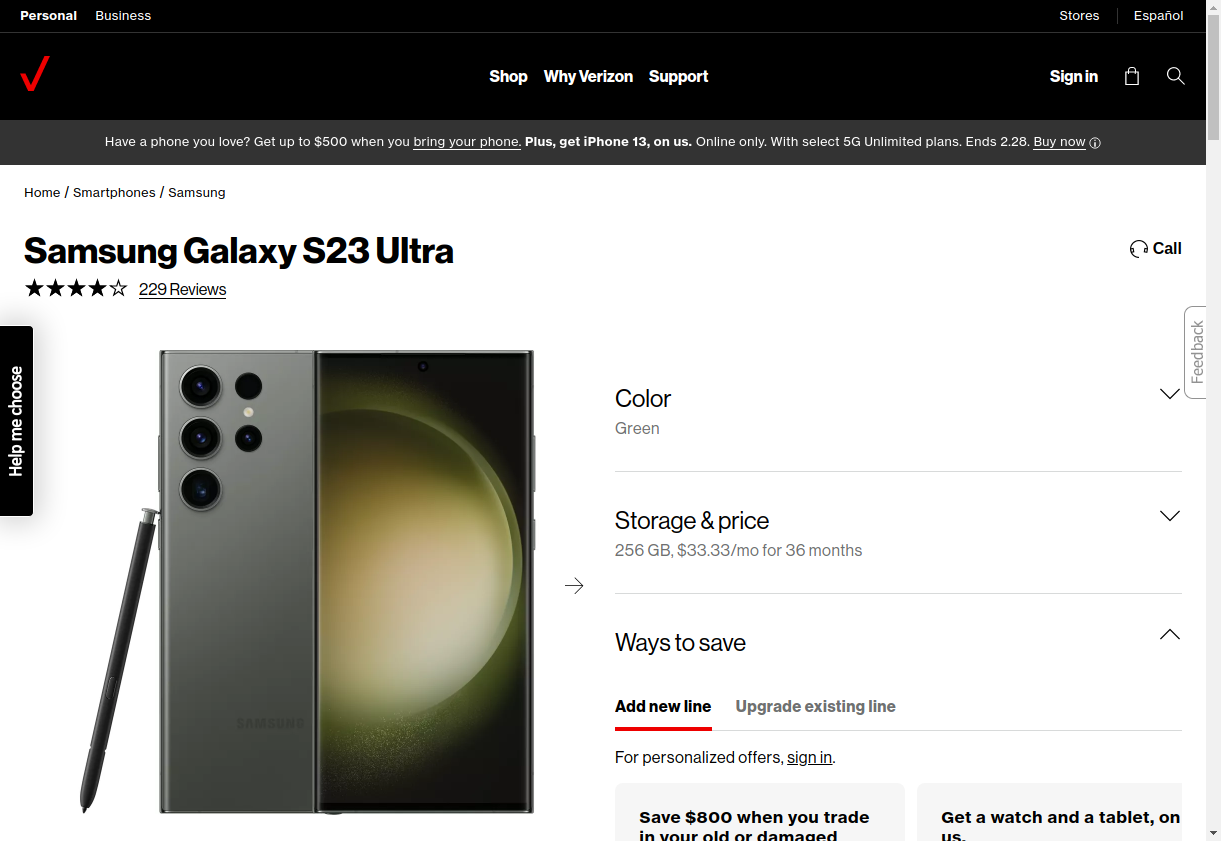 Personal Business Stores Español
Shop Why Verizon Support Sign in
Have a phone you love? Get up to $500 when you bring your phone. Plus, get iPhone 13, on us. Online only. With select 5G Unlimited plans. Ends 2.28. Buy now
Home / Smartphones / Samsung
Samsung Galaxy S23 Ultra
Call
229 Reviews
Feedback
Help me choose
SAMSUNG
Color
Green
Storage & price
256 GB, $33.33/mo for 36 months
Ways to save
Add new line Upgrade existing line
For personalized offers, sign in.
Save $800 when you trade
in your old or damaged
Get a watch and a tablet, on
us.